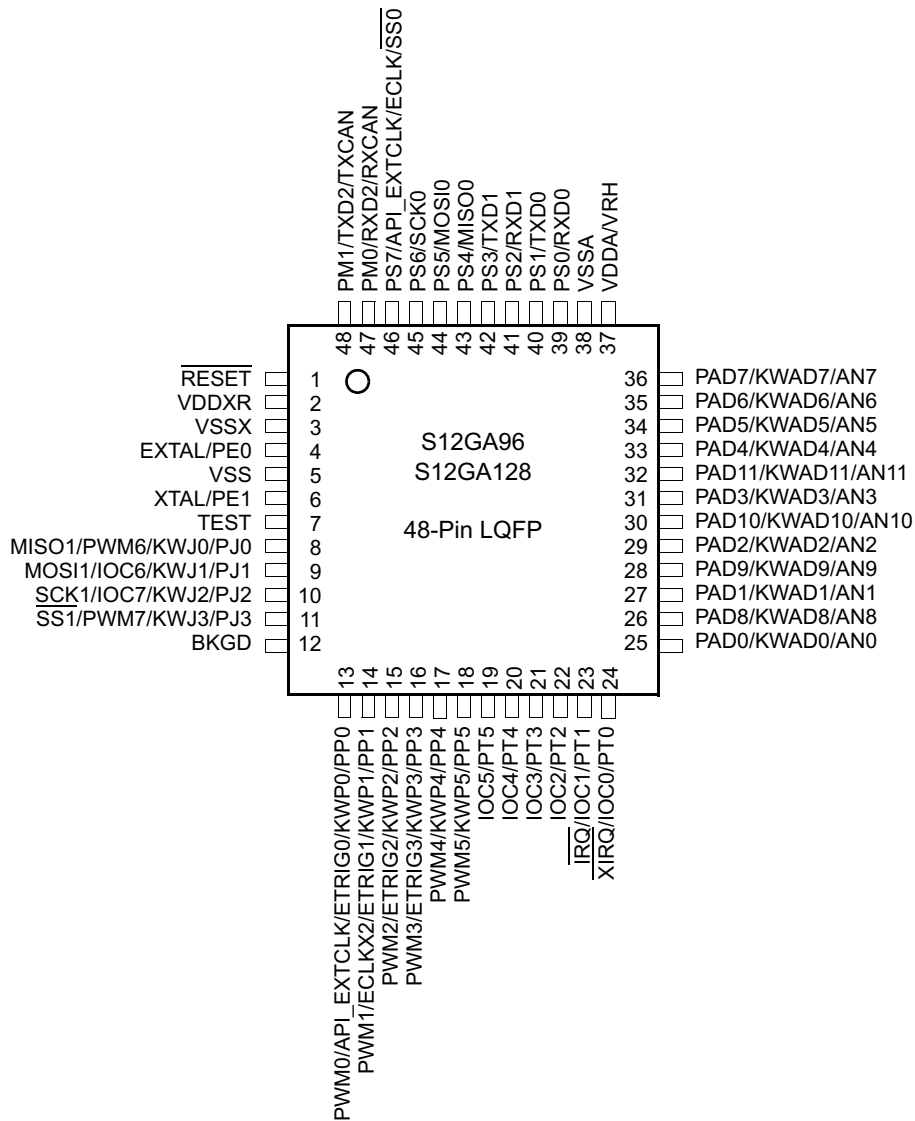 PM1/TXD2/TXCAN
PM0/RXD2/RXCAN
PS7/API_EXTCLK/ECLK/SS0
PS6/SCK0
PS5/MOSI0
PS4/MISO0
PS3/TXD1
PS2/RXD1
PS1/TXD0
PS0/RXD0
VSSA
VDDA/VRH
48
47
46
45
44
43
42
41
40
39
38
37
RESET 1
VDDXR 2
VSSX 3
EXTAL/PE0 4
VSS 5
XTAL/PE1 6
TEST 7
MISO1/PWM6/KWJ0/PJ0 8
MOSI1/IOC6/KWJ1/PJ1 9
SCK1/IOC7/KWJ2/PJ2 10
SS1/PWM7/KWJ3/PJ3 11
BKGD 12
S12GA96
S12GA128
48-Pin LQFP
36 PAD7/KWAD7/AN7
35 PAD6/KWAD6/AN6
34 PAD5/KWAD5/AN5
33 PAD4/KWAD4/AN4
32 PAD11/KWAD11/AN11
31 PAD3/KWAD3/AN3
30 PAD10/KWAD10/AN10
29 PAD2/KWAD2/AN2
28 PAD9/KWAD9/AN9
27 PAD1/KWAD1/AN1
26 PAD8/KWAD8/AN8
25 PAD0/KWAD0/AN0
13
14
15
16
17
18
19
20
21
22
23
24
PWM0/API_EXTCLK/ETRIG0/KWP0/PP0
PWM1/ECLKX2/ETRIG1/KWP1/PP1
PWM2/ETRIG2/KWP2/PP2
PWM3/ETRIG3/KWP3/PP3
PWM4/KWP4/PP4
PWM5/KWP5/PP5
IOC5/PT5
IOC4/PT4
IOC3/PT3
IOC2/PT2
IRQ/IOC1/PT1
XIRQ/IOC0/PT0